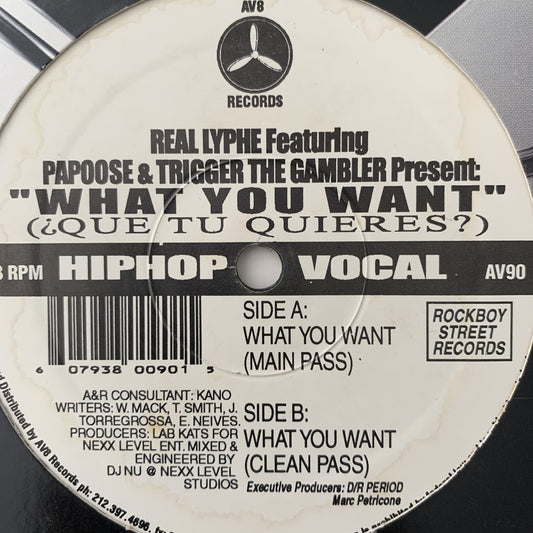 AV8
RECORDS
REAL LYPHE Featuring
PAPOOSE & TRIGGER THE GAMBLER Present:
"WHAT YOU WANT"
(¿QUE TU QUIERES?)
RPM HIPHOP VOCAL AV90
6 07938 00901 5
SIDE A:
WHAT YOU WANT
(MAIN PASS)
ROCKBOY
STREET
RECORDS
A&R CONSULTANT: KANO
WRITERS: W. MACK, T. SMITH, J.
TORREGROSSA, E. NEIVES.
PRODUCERS: LAB KATS FOR
NEXX LEVEL ENT. MIXED &
ENGINEERED BY
DJ NU @ NEXX LEVEL
STUDIOS
SIDE B:
WHAT YOU WANT
(CLEAN PASS)
Executive Producers: D/R PERIOD
Marc Petricone
Distributed by AV8 Records ph: 212.397.4696.
is prohibited